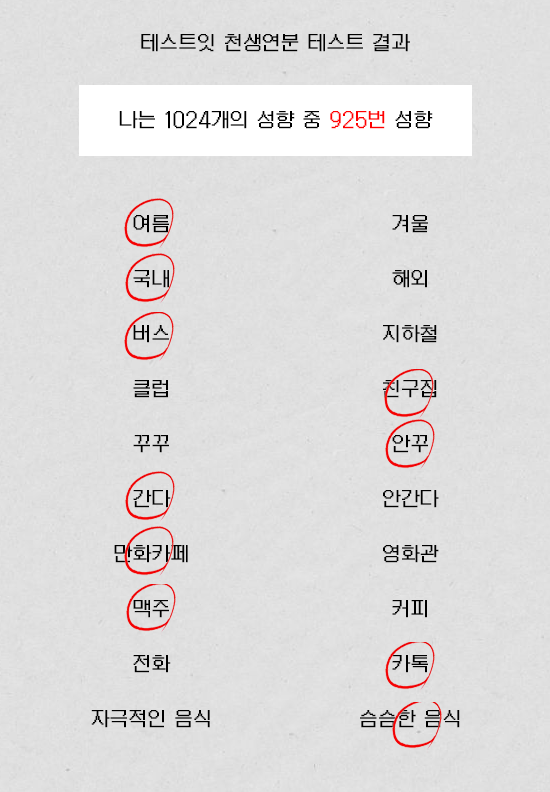 테스트잇 천생연분 테스트 결과
나는 1024개의 성향 중 925번 성향
여름 겨울
국내 해외
버스 지하철
클럽 친구집
꾸꾸 안꾸
간다 안간다
만화카페 영화관
맥주 커피
전화 카톡
자극적인 음식 슴슴한 음식